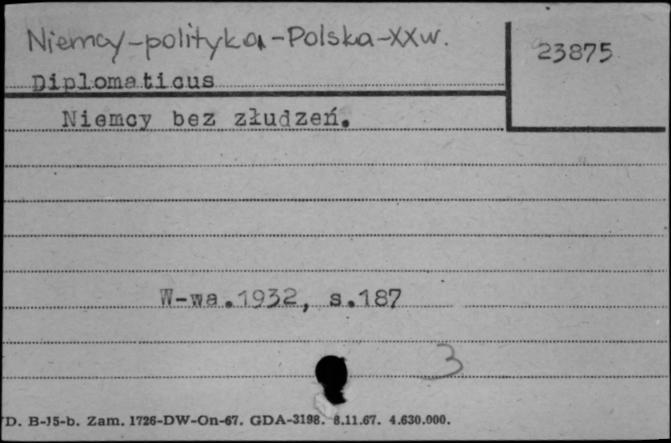 Niemcy-polityka-Polska-XXw.
23875
Diplomaticus
Niemcy bez złudzeń.
W-wa.1932, s.187
3
D. B-15-b. Zam. 1726-DW-On-67. GDA-3198. 8.11.67. 4.630.000.